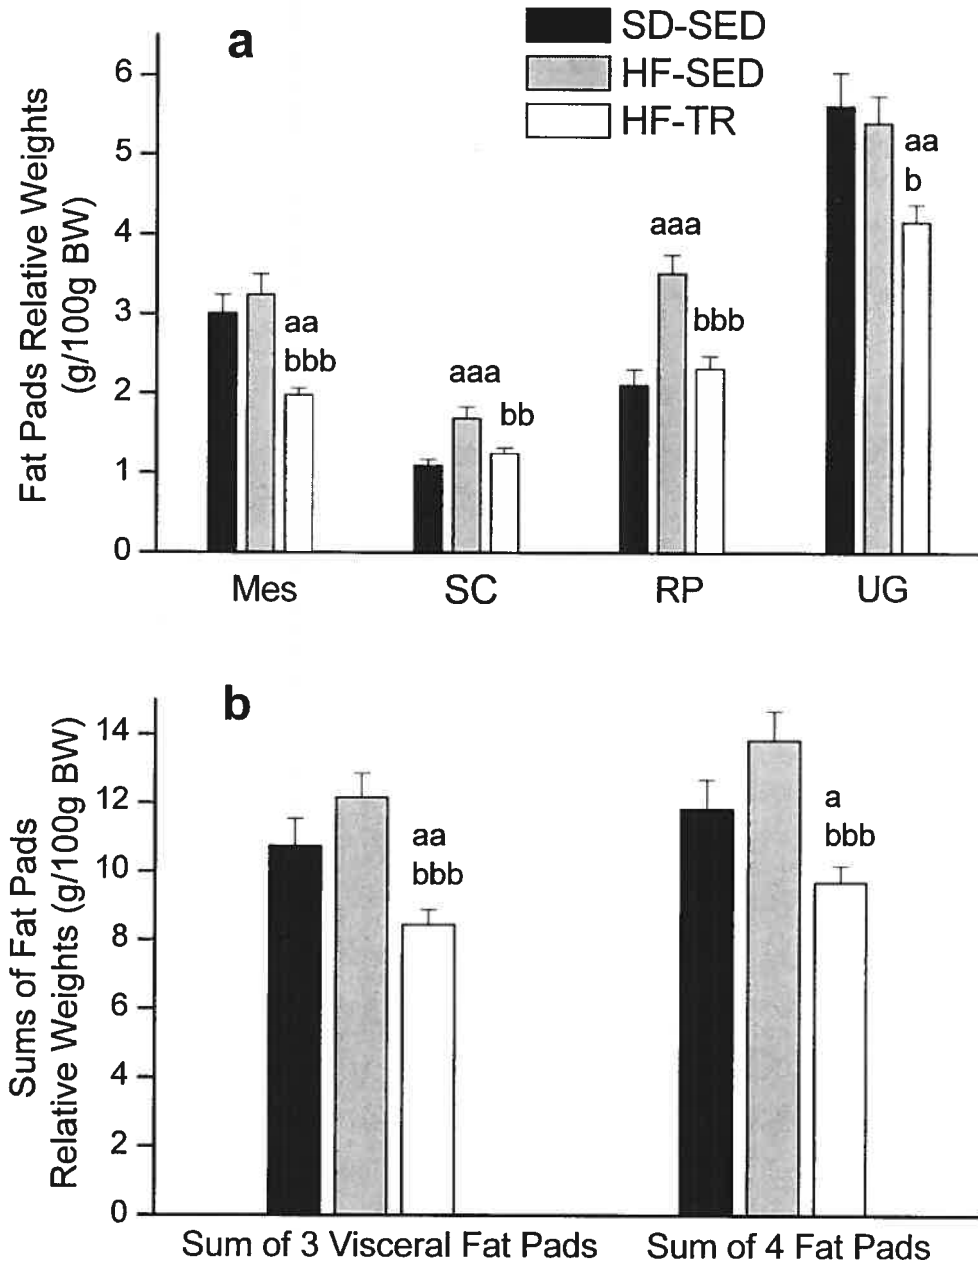 a
SD-SED
HF-SED
HF-TR
Fat Pads Relative Weights
(g/100g BW)
6
5
4
3
2
1
0
aa
bbb
aaa
bb
aaa
bbb
aa
b
Mes
SC
RP
UG
b
Sums of Fat Pads
Relative Weights (g/100g BW)
14
12
10
8
6
4
2
0
aa
bbb
a
bbb
Sum of 3 Visceral Fat Pads
Sum of 4 Fat Pads